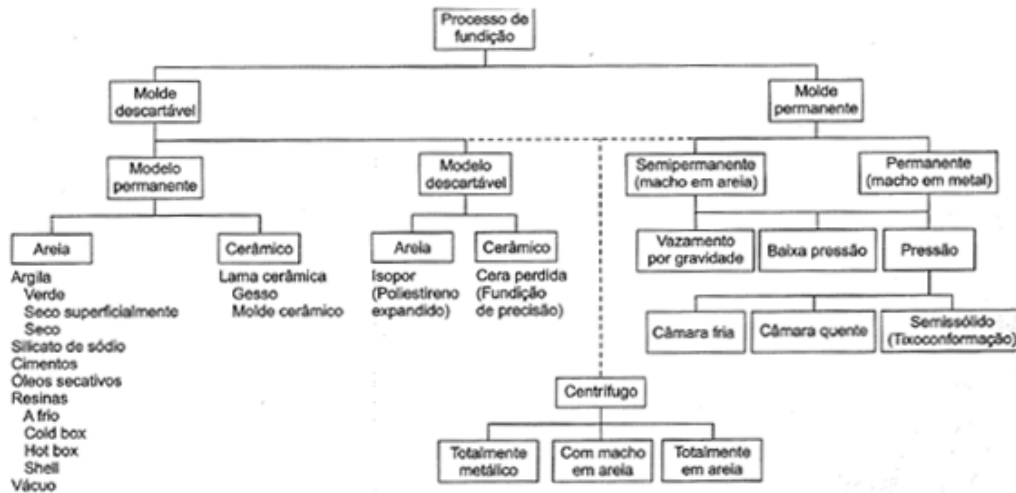 Processo de
fundição
Molde
descartável
Molde
permanente
Modelo
permanente
Modelo
descartável
Semipermanente
(macho em areia)
Permanente
(macho em metal)
Areia
Argila
Verde
Seco superficialmente
Seco
Silicato de sódio
Cimentos
Óleos secativos
Resinas
A frio
Cold box
Hot box
Shell
Vácuo
Cerâmico
Lama cerâmica
Gesso
Molde cerâmico
Areia
Isopor
(Poliestireno
expandido)
Cerâmico
Cera perdida
(Fundição
de precisão)
Vazamento
por gravidade
Baixa pressão
Pressão
Câmara fria
Câmara quente
Semissólido
(Tixoconformação)
Centrífugo
Totalmente
metálico
Com macho
em areia
Totalmente
em areia